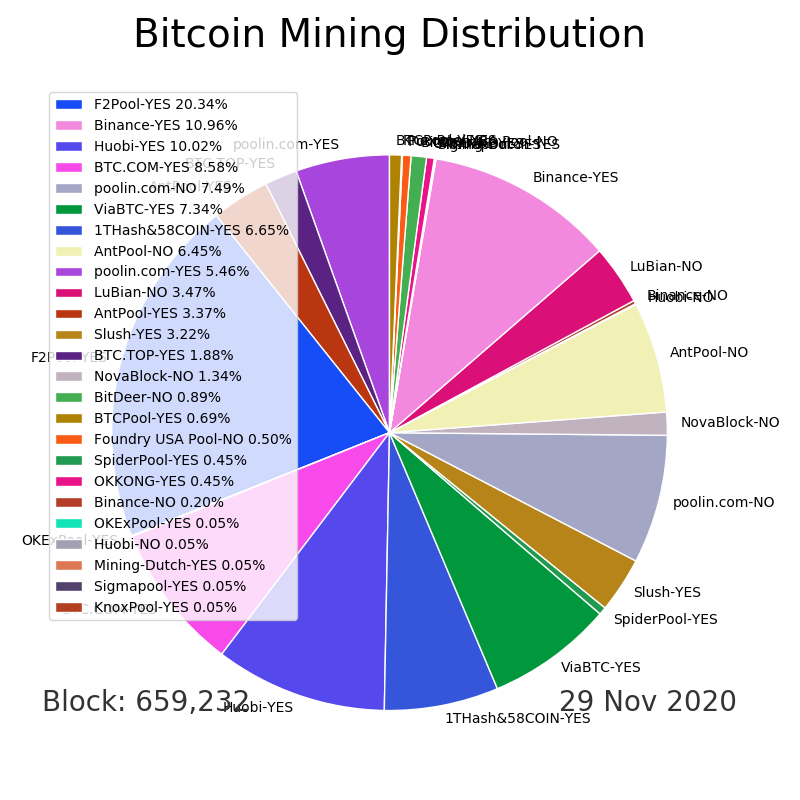 Bitcoin Mining Distribution
F2Pool-YES 20.34%
Binance-YES 10.96%
Huobi-YES 10.02%
BTC.COM-YES 8.58%
poolin.com-NO 7.49%
ViaBTC-YES 7.34%
1THash&58COIN-YES 6.65%
AntPool-NO 6.45%
poolin.com-YES 5.46%
LuBian-NO 3.47%
AntPool-YES 3.37%
Slush-YES 3.22%
BTC.TOP-YES 1.88%
NovaBlock-NO 1.34%
BitDeer-NO 0.89%
BTCPool-YES 0.69%
Foundry USA Pool-NO 0.50%
SpiderPool-YES 0.45%
OKKONG-YES 0.45%
Binance-NO 0.20%
OKExPool-YES 0.05%
Huobi-NO 0.05%
Mining-Dutch-YES 0.05%
Sigmapool-YES 0.05%
KnoxPool-YES 0.05%
poolin.com-YES
BTC.TOP-YES
Binance-YES
LuBian-NO
Binance-NO
Huobi-NO
AntPool-NO
NovaBlock-NO
poolin.com-NO
Slush-YES
SpiderPool-YES
ViaBTC-YES
1THash&58COIN-YES
Huobi-YES
OKExPool-YES
Block: 659,232
29 Nov 2020